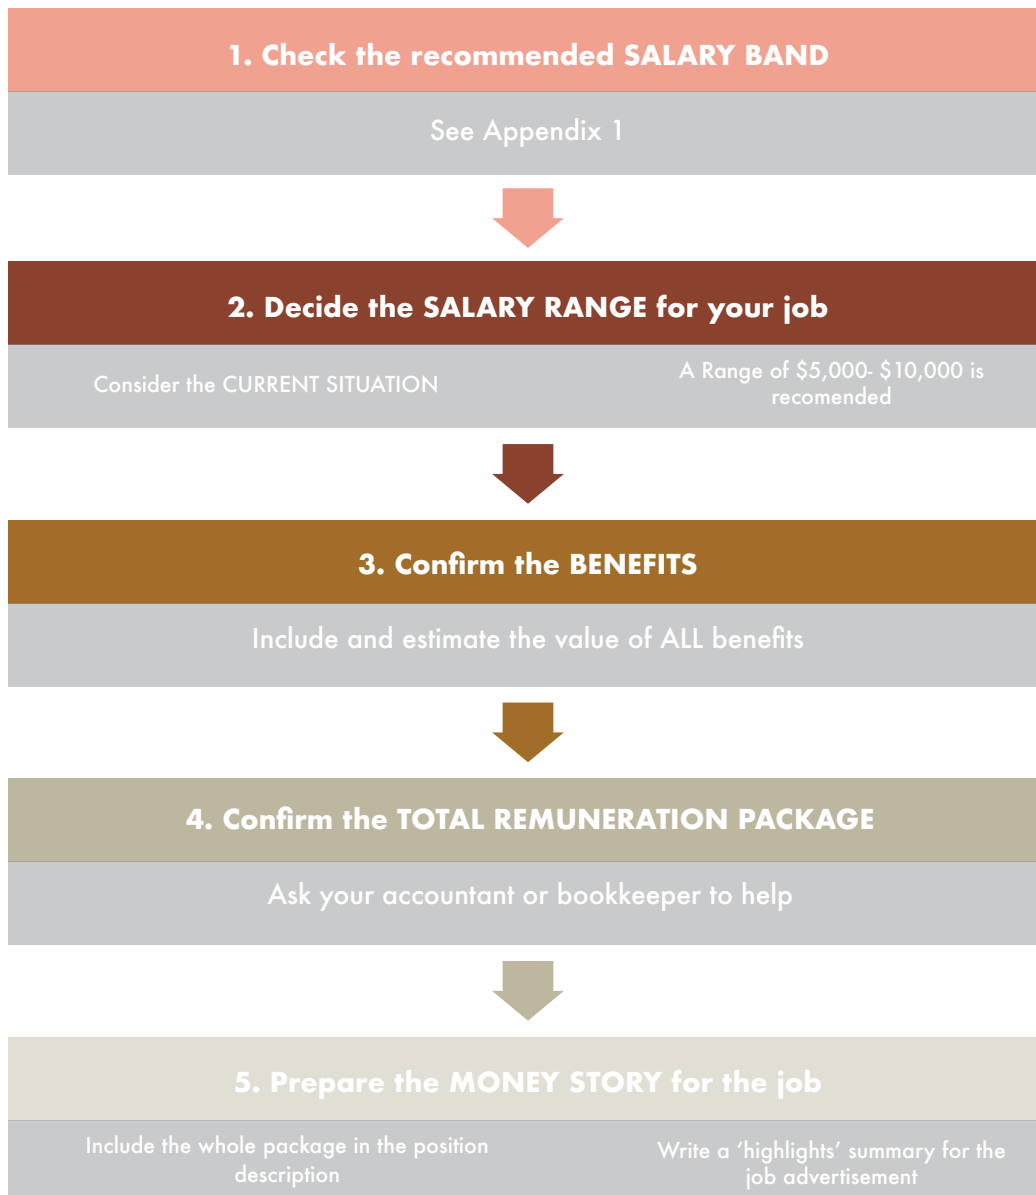 1. Check the recommended SALARY BAND
See Appendix 1
2. Decide the SALARY RANGE for your job
Consider the CURRENT SITUATION
A Range of $5,000- $10,000 is
recomended
3. Confirm the BENEFITS
Include and estimate the value of ALL benefits
4. Confirm the TOTAL REMUNERATION PACKAGE
Ask your accountant or bookkeeper to help
5. Prepare the MONEY STORY for the job
Include the whole package in the position
description
Write a ‘highlights’ summary for the
job advertisement